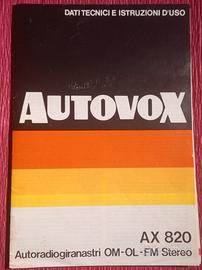 DATI TECNICI E ISTRUZIONI D'USO
AUTOVOX
AX 820
Autoradiogiranastri OM-OL-FM Stereo